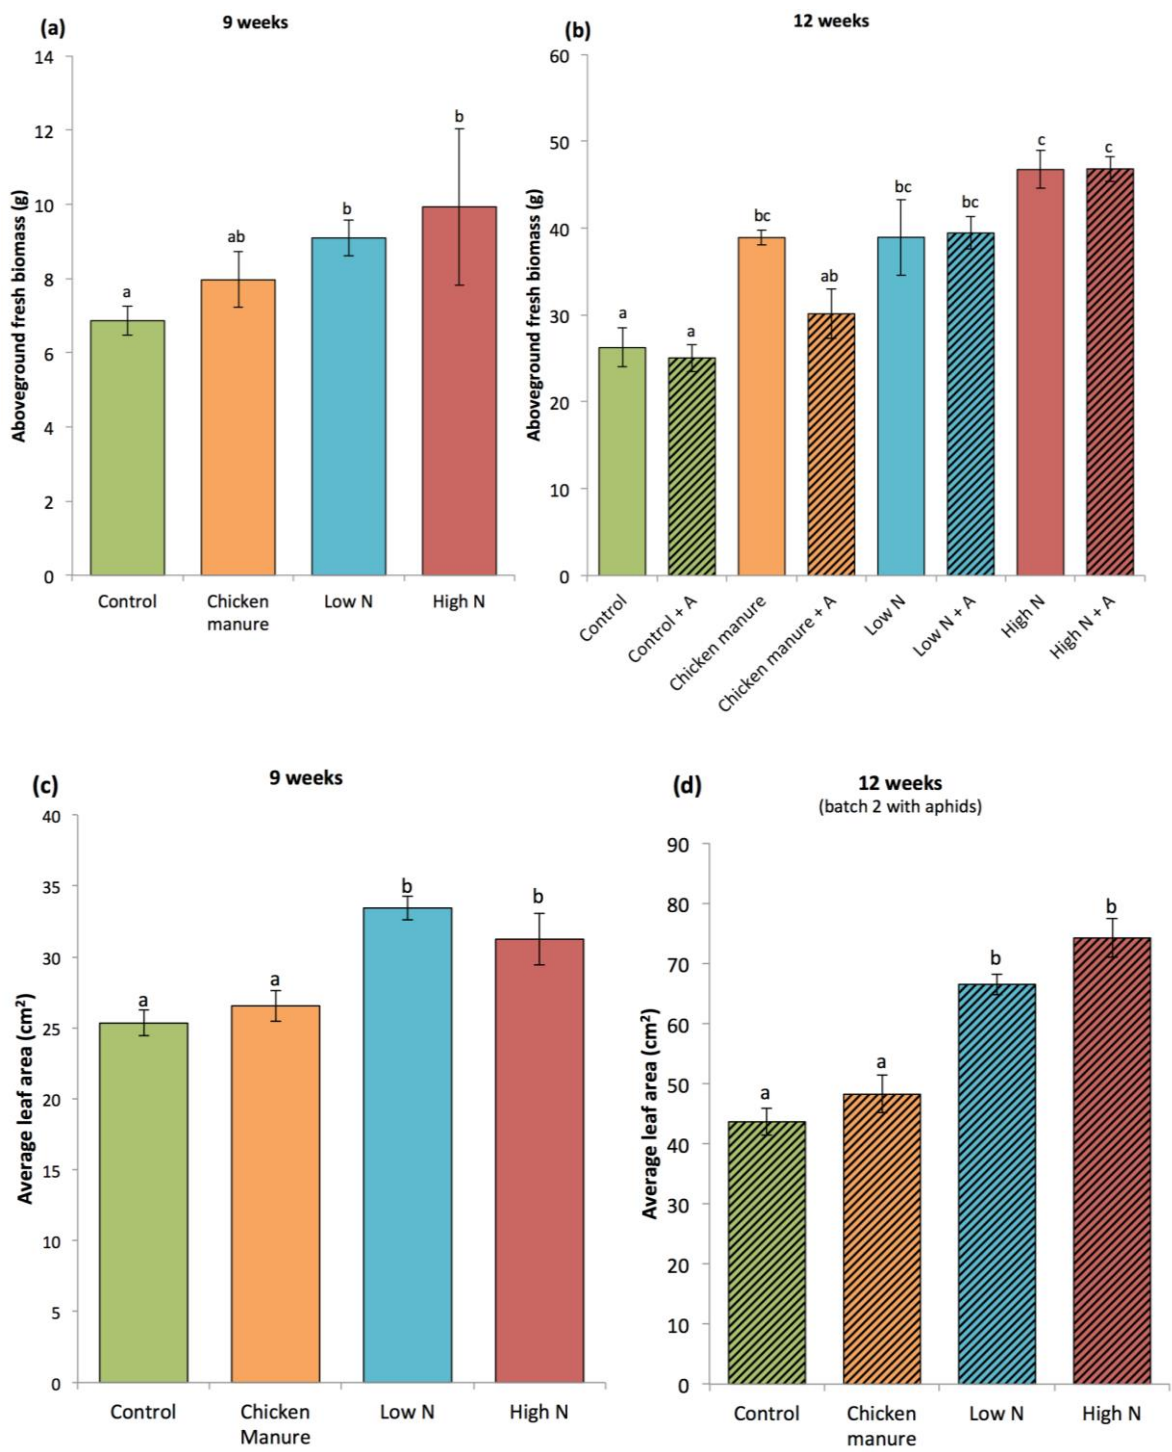 (a)
9 weeks
Aboveground fresh biomass (g)
14
12
10
8
6
4
2
0
a
ab
b
b
Control
Chicken
manure
Low N
High N
(b)
12 weeks
Aboveground fresh biomass (g)
60
50
40
30
20
10
0
a
a
bc
ab
bc
bc
c
c
Control
Control + A
Chicken manure
Chicken manure + A
Low N
Low N + A
High N
High N + A
(c)
9 weeks
Average leaf area (cm²)
40
35
30
25
20
15
10
5
0
a
a
b
b
Control
Chicken
Manure
Low N
High N
(d)
12 weeks
(batch 2 with aphids)
Average leaf area (cm²)
90
80
70
60
50
40
30
20
10
0
a
a
b
b
Control
Chicken
manure
Low N
High N